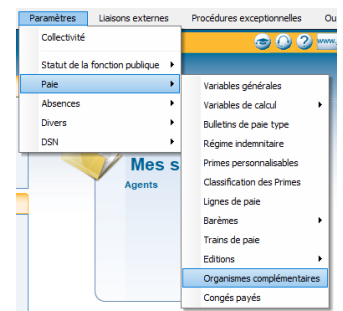 Paramètres Liaisons externes Procédures exceptionnelles Ou
Collectivité
www.
Statut de la fonction publique
Paie
Absences
Divers
DSN
Variables générales
Variables de calcul
Bulletins de paie type
Régime indemnitaire
Primes personnalisables
Classification des Primes
Lignes de paie
Barèmes
Trains de paie
Editions
Organismes complémentaires
Congés payés
Mes s
Agents